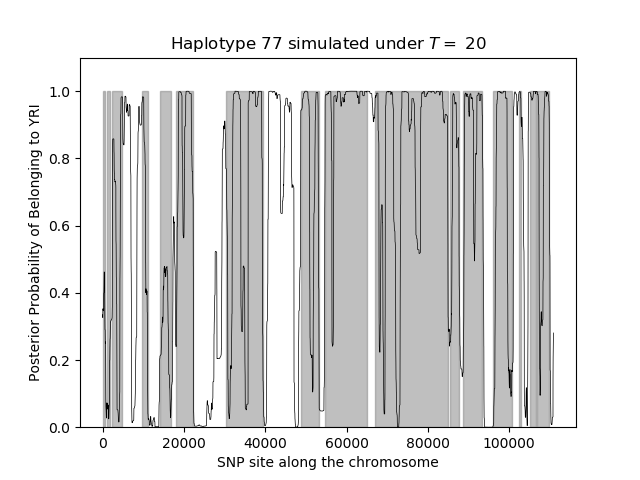 Haplotype 77 simulated under T = 20
Posterior Probability of Belonging to YRI
1.0
0.8
0.6
0.4
0.2
0.0
0 20000 40000 60000 80000 100000
SNP site along the chromosome